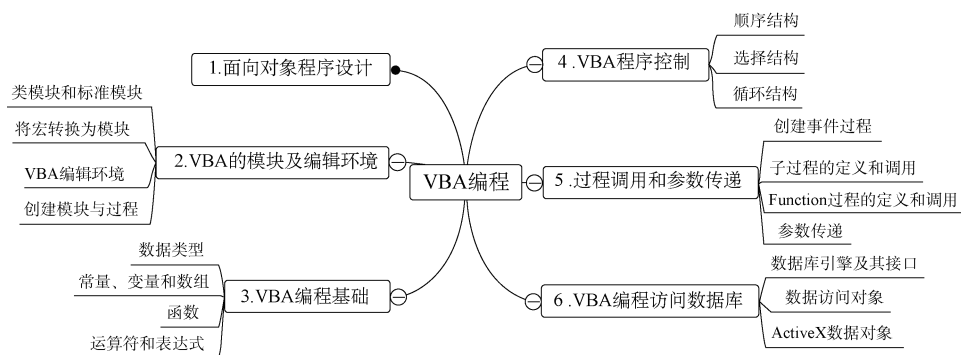 VBA编程
1.面向对象程序设计
2.VBA的模块及编辑环境
类模块和标准模块
将宏转换为模块
VBA编辑环境
创建模块与过程
3.VBA编程基础
数据类型
常量、变量和数组
函数
运算符和表达式
4.VBA程序控制
顺序结构
选择结构
循环结构
5.过程调用和参数传递
创建事件过程
子过程的定义和调用
Function过程的定义和调用
参数传递
6.VBA编程访问数据库
数据库引擎及其接口
数据访问对象
ActiveX数据对象